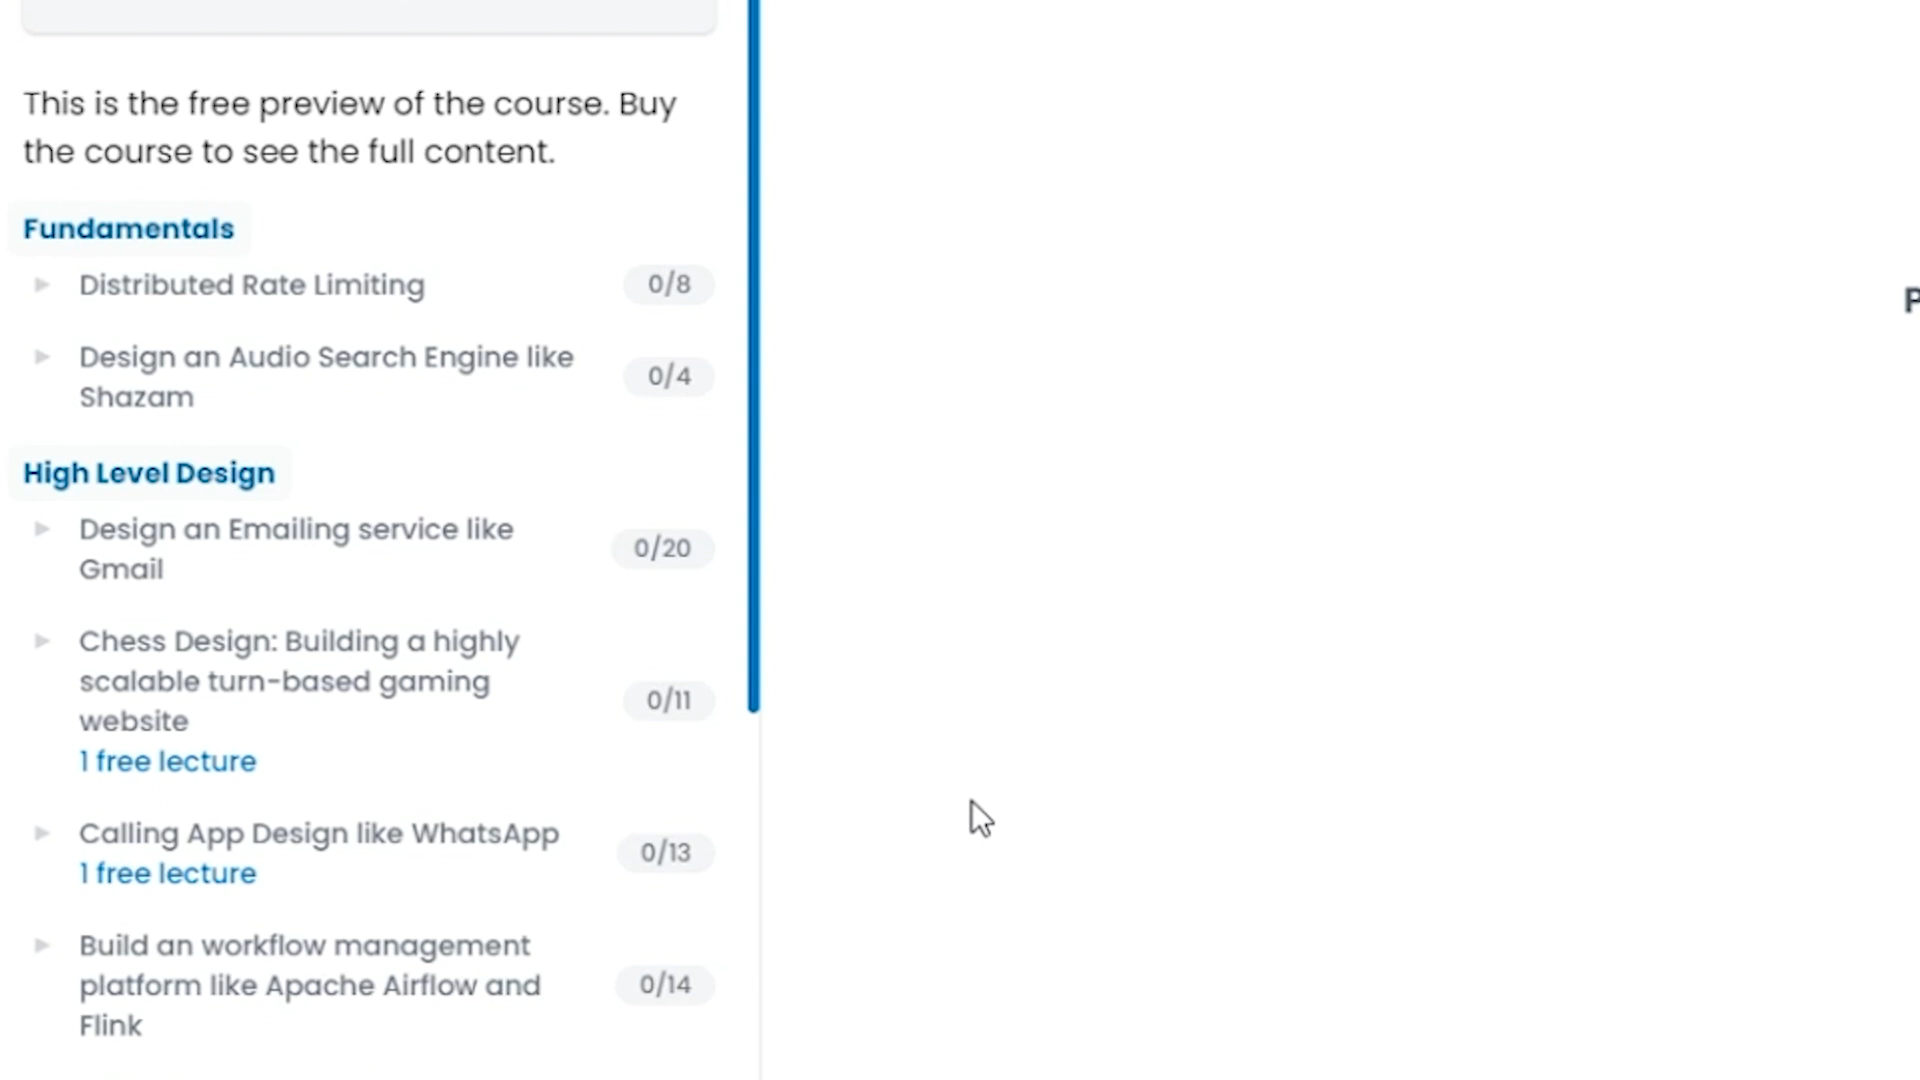 This is the free preview of the course. Buy
the course to see the full content.
Fundamentals
Distributed Rate Limiting
0/8
Design an Audio Search Engine like
Shazam
0/4
High Level Design
Design an Emailing service like
Gmail
0/20
Chess Design: Building a highly
scalable turn-based gaming
website
0/11
1 free lecture
Calling App Design like WhatsApp
0/13
1 free lecture
Build an workflow management
platform like Apache Airflow and
Flink
0/14